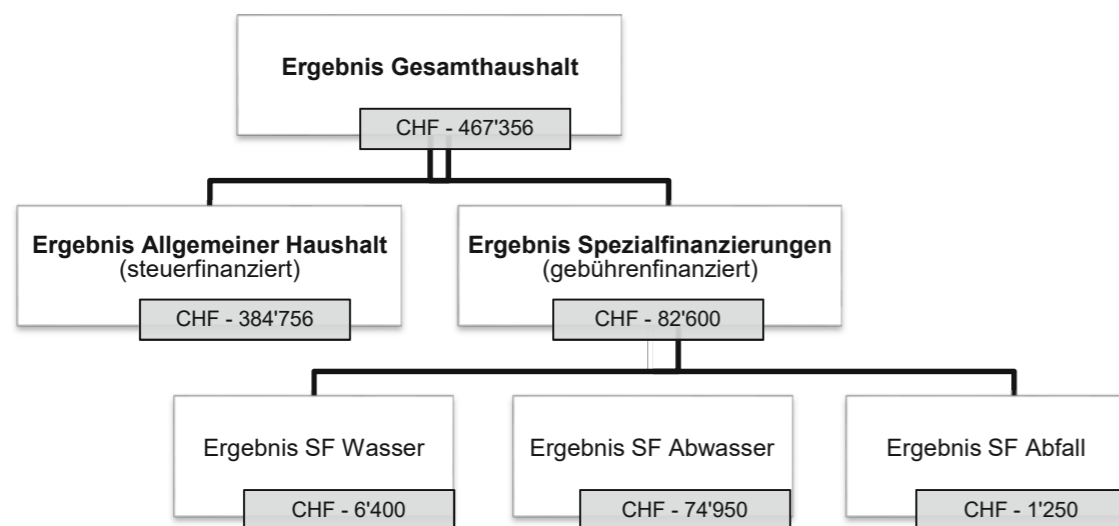 Ergebnis Gesamthaushalt
CHF - 467'356
Ergebnis Allgemeiner Haushalt
(steuerfinanziert)
CHF - 384'756
Ergebnis Spezialfinanzierungen
(gebührenfinanziert)
CHF - 82'600
Ergebnis SF Wasser
CHF - 6'400
Ergebnis SF Abwasser
CHF - 74'950
Ergebnis SF Abfall
CHF - 1'250